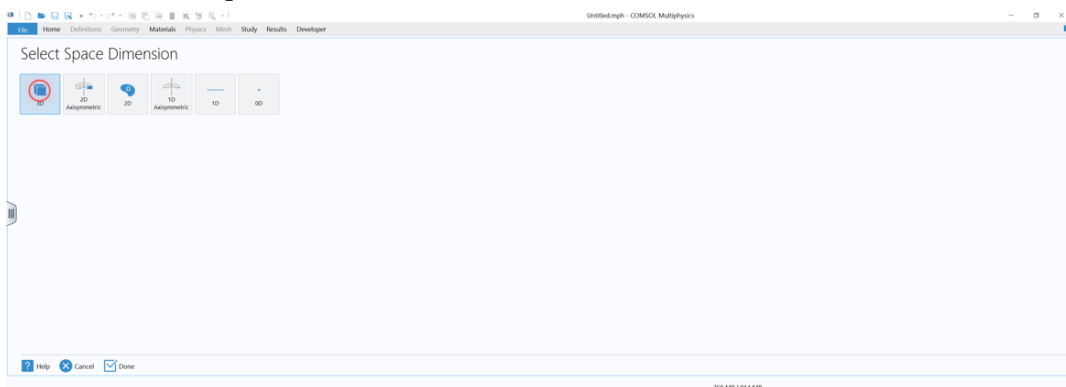 Untitled.mph - COMSOL Multiphysics
File Home Definitions Geometry Materials Physics Mesh Study Results Developer
Select Space Dimension
3D
2D
Axisymmetric
2D
1D
Axisymmetric
1D
0D
? Help Cancel Done